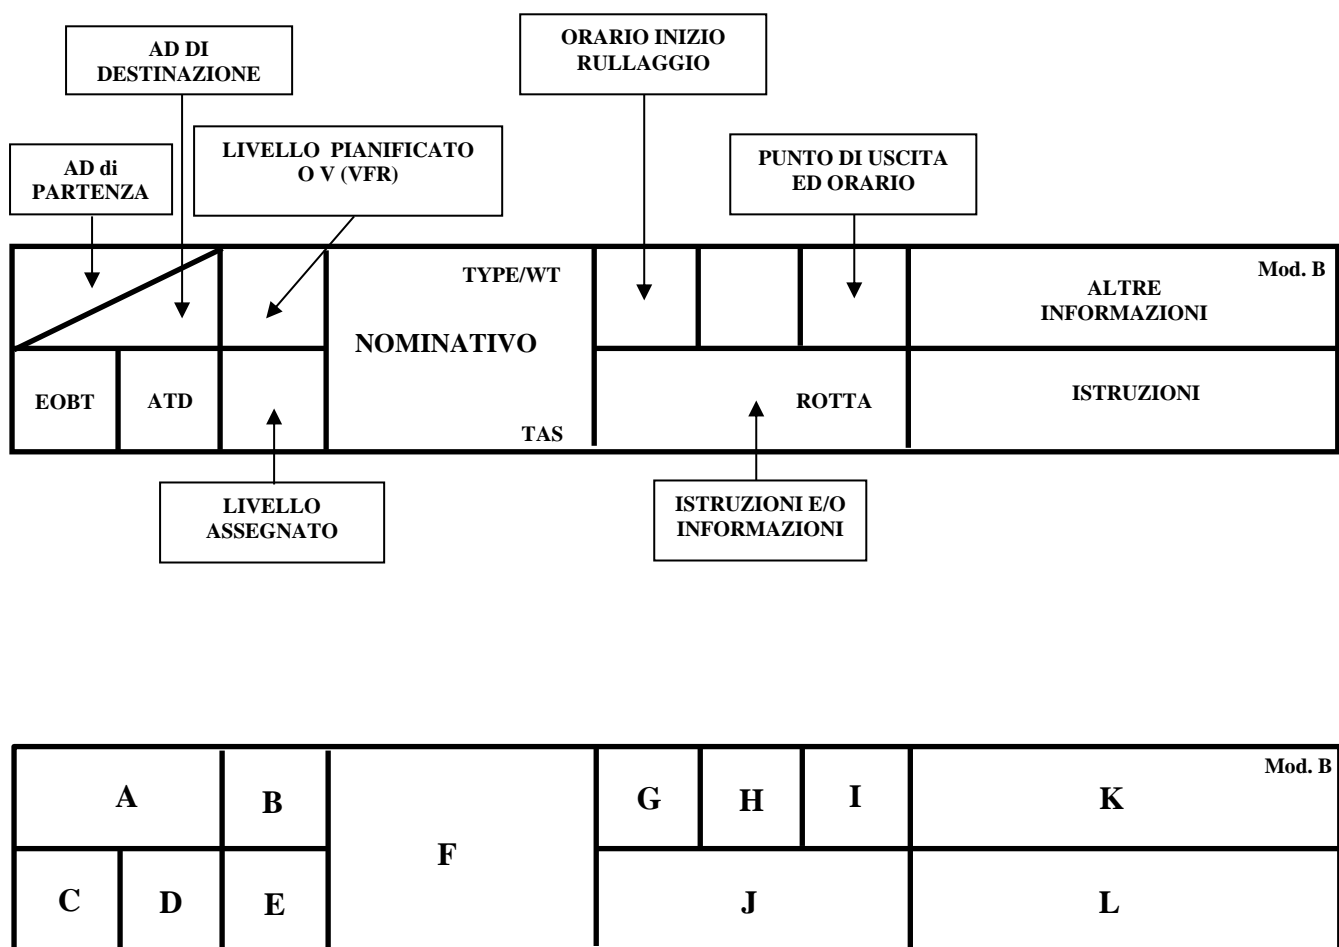 AD DI
DESTINAZIONE
ORARIO INIZIO
RULLAGGIO
AD di
PARTENZA
LIVELLO PIANIFICATO
O V (VFR)
PUNTO DI USCITA
ED ORARIO
TYPE/WT
NOMINATIVO
TAS
Mod. B
ALTRE
INFORMAZIONI
EOBT
ATD
ROTTA
ISTRUZIONI
LIVELLO
ASSEGNATO
ISTRUZIONI E/O
INFORMAZIONI
Mod. B
A
B
G
H
I
K
F
C
D
E
J
L